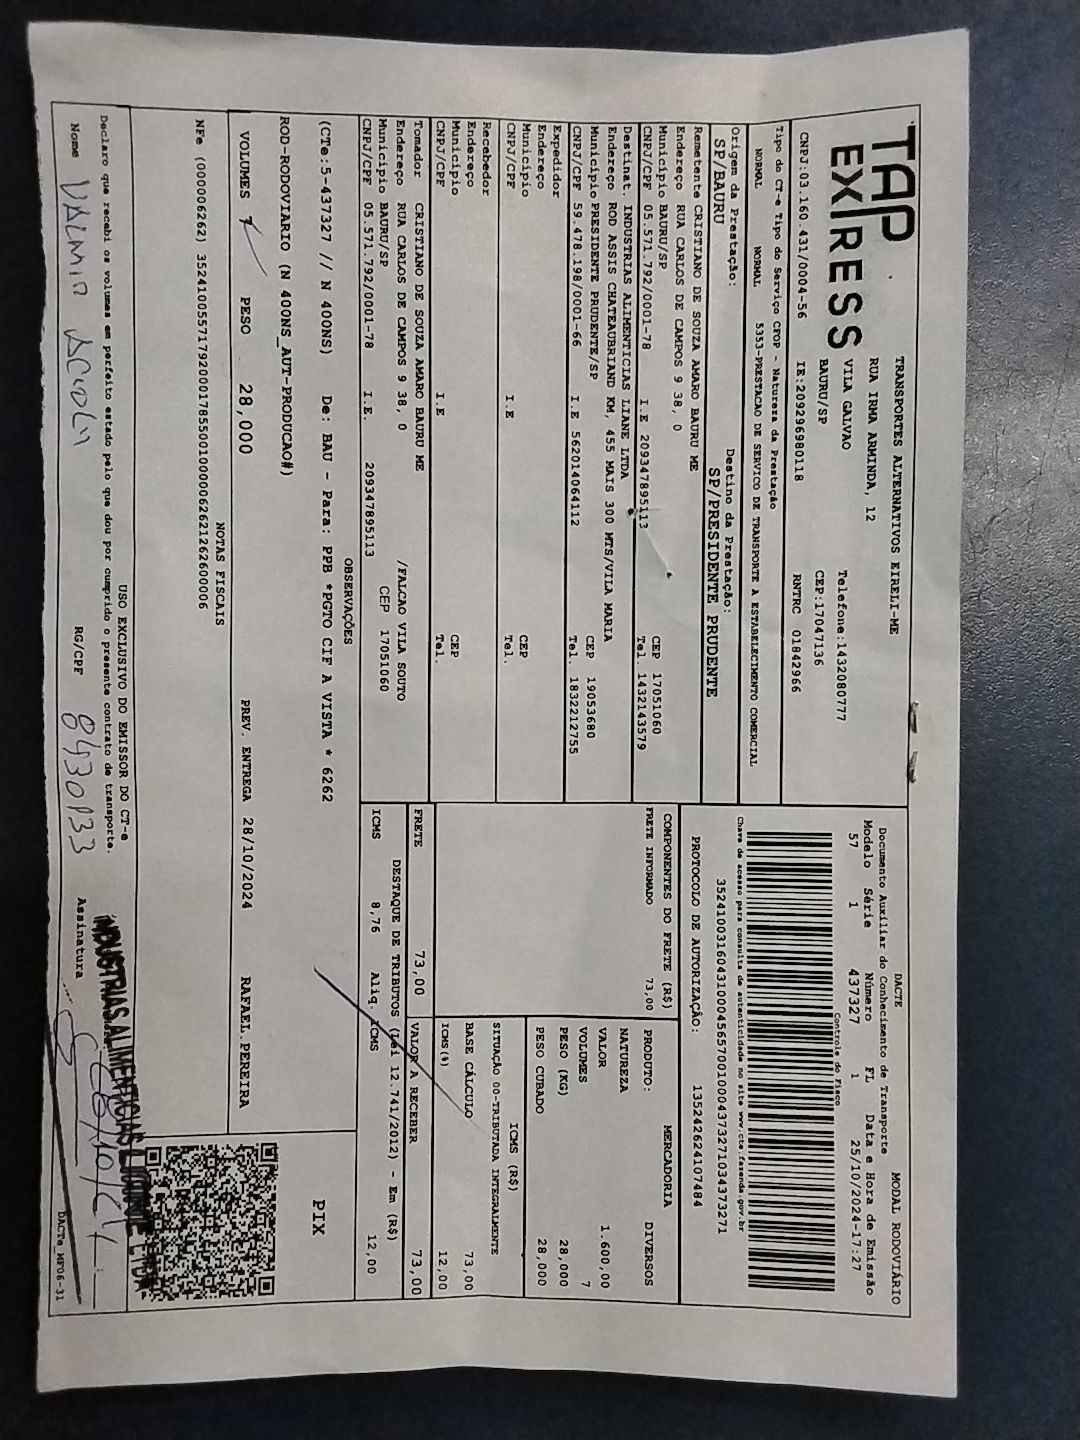 TAP
EXPRESS
TRANSPORTES ALTERNATIVOS EIRELI-ME
RUA IRMA ARMINDA, 12
VILA GALVAO
Telefone:1432080777
BAURU/SP
CEP:17047136
CNPJ:03.160.431/0004-56 IE:209296980118 RNTRC 01842966
DACTE MODAL RODOVIÁRIO
Documento Auxiliar do Conhecimento de Transporte
Modelo Série Número FL Data e Hora de Emissão
57 1 437327 1 25/10/2024-17:27
Controle do Fisco
Chave de acesso para consulta de autenticidade no site www.cte.fazenda.gov.br
35241003160431000456570010004373271034373271
PROTOCOLO DE AUTORIZAÇÃO: 135242624107484
Tipo do CT-e Tipo do Serviço CFOP - Natureza da Prestação
NORMAL NORMAL 5353-PRESTACAO DE SERVICO DE TRANSPORTE A ESTABELECIMENTO COMERCIAL
Origem da Prestação: Destino da Prestação:
SP/BAURU SP/PRESIDENTE PRUDENTE
Remetente CRISTIANO DE SOUZA AMARO BAURU ME
Endereço RUA CARLOS DE CAMPOS 9 38, 0
Município BAURU/SP CEP 17051060
CNPJ/CPF 05.571.792/0001-78 I.E 209347895113 Tel. 1432143579
Destinat. INDUSTRIAS ALIMENTICIAS LIANE LTDA
Endereço ROD ASSIS CHATEAUBRIAND KM, 455 MAIS 300 MTS/VILA MARIA
Município PRESIDENTE PRUDENTE/SP CEP 19053680
CNPJ/CPF 59.478.198/0001-66 I.E 562014064112 Tel. 1832212755
Expedidor
Endereço
Município CEP
CNPJ/CPF I.E Tel.
Recebedor
Endereço
Município CEP
CNPJ/CPF I.E Tel.
Tomador CRISTIANO DE SOUZA AMARO BAURU ME
Endereço RUA CARLOS DE CAMPOS 9 38, 0 /FALCAO VILA SOUTO
Município BAURU/SP CEP 17051060
CNPJ/CPF 05.571.792/0001-78 I.E 209347895113
COMPONENTES DO FRETE (R$)
FRETE INFORMADO 73,00
MERCADORIA
PRODUTO: DIVERSOS
NATUREZA
VALOR 1.600,00
VOLUMES 7
PESO (KG) 28,000
PESO CUBADO 28,000
ICMS (R$)
SITUAÇÃO 00-TRIBUTADA INTEGRALMENTE
BASE CÁLCULO 73,00
ICMS(%) 12,00
FRETE 73,00 VALOR A RECEBER 73,00
DESTAQUE DE TRIBUTOS (Lei 12.741/2012) - Em (R$)
ICMS 8,76 Aliq. ICMS 12,00
OBSERVAÇÕES
(CTe:5-437327 // N 400NS) De: BAU - Para: PPB *PGTO CIF A VISTA * 6262
ROD-RODOVIARIO (N 400NS_AUT-PRODUCAO#)
PIX
VOLUMES 7 PESO 28,000 PREV. ENTREGA 28/10/2024 RAFAEL.PEREIRA
NOTAS FISCAIS
NFe (000006262) 35241005571792000178550010000062621262600006
USO EXCLUSIVO DO EMISSOR DO CT-e
Declaro que recebi os volumes em perfeito estado pelo que dou por cumprido o presente contrato de transporte.
Nome VALMIR ACIOLY RG/CPF Assinatura
INDUSTRIAS ALIMENTICIAS LIANE LTDA
DACTe_MF06-31